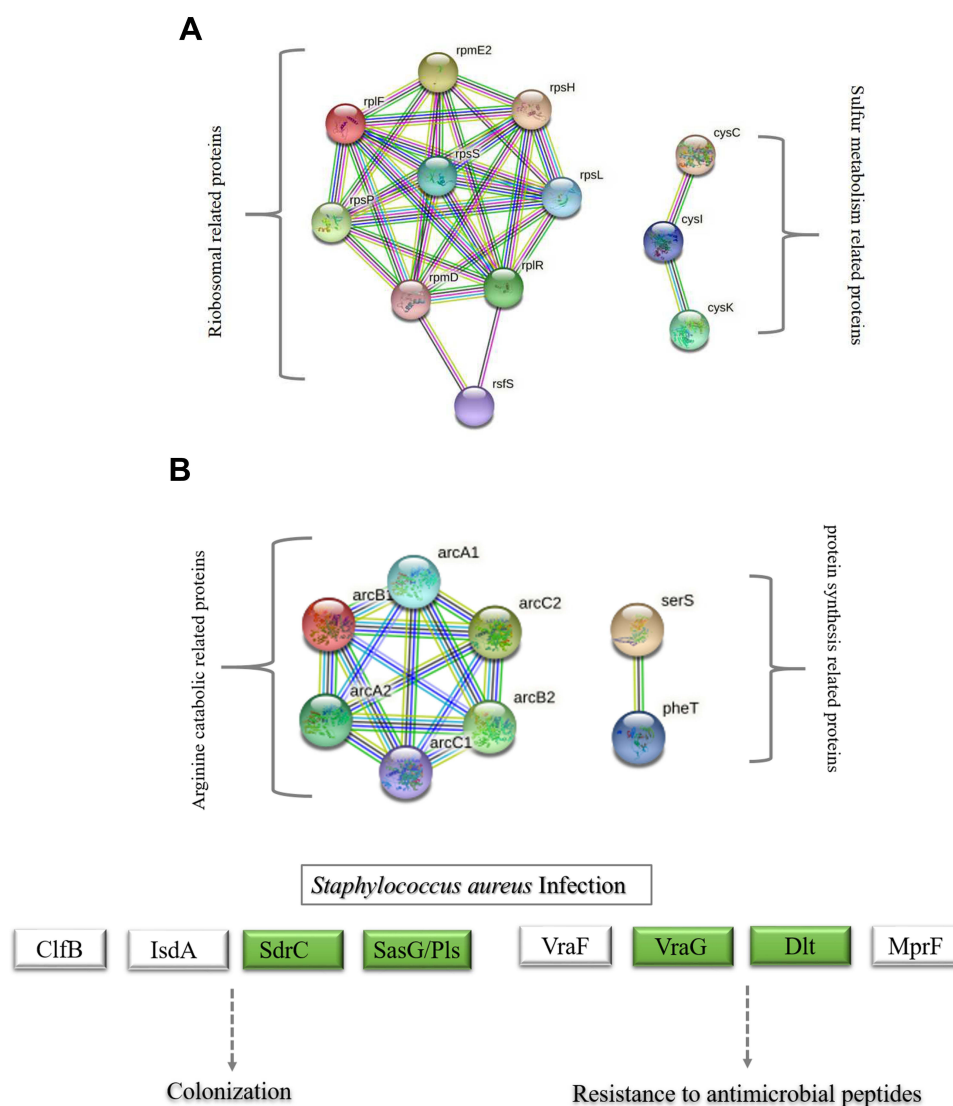 A
rpmE2
rplF
rpsH
rpsS
rpsL
rpsP
rpmD
rplR
rsfS
Riobosomal related proteins
cysC
cysI
cysK
Sulfur metabolism related proteins
B
arcA1
arcB1
arcC2
arcA2
arcB2
arcC1
Arginine catabolic related proteins
serS
pheT
protein synthesis related proteins
Staphylococcus aureus Infection
ClfB IsdA SdrC SasG/Pls VraF VraG Dlt MprF
Colonization Resistance to antimicrobial peptides